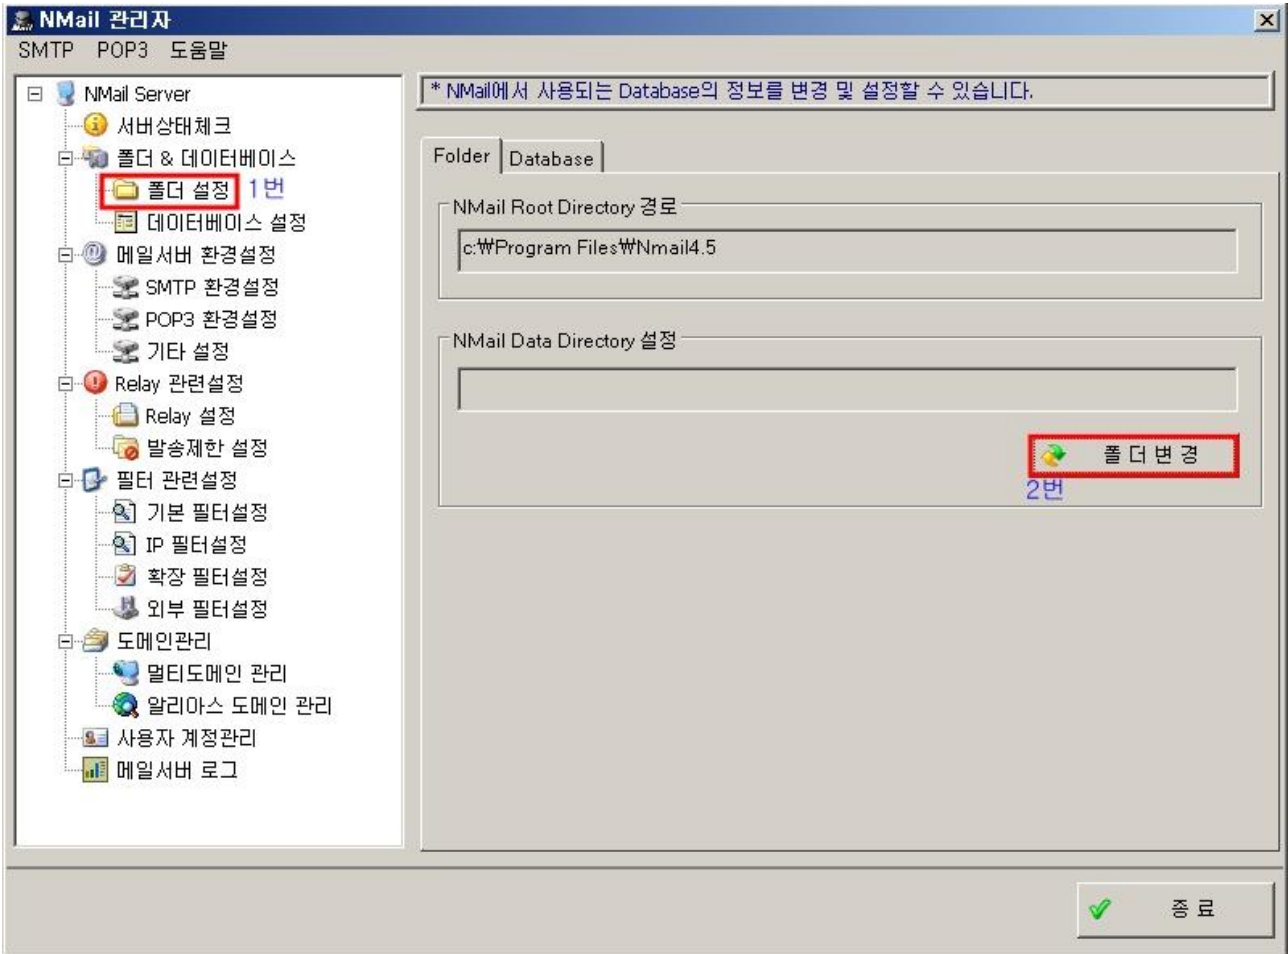 NMail 관리자
SMTP POP3 도움말
NMail Server
서버상태체크
폴더 & 데이터베이스
폴더 설정 1번
데이터베이스 설정
메일서버 환경설정
SMTP 환경설정
POP3 환경설정
기타 설정
Relay 관련설정
Relay 설정
발송제한 설정
필터 관련설정
기본 필터설정
IP 필터설정
확장 필터설정
외부 필터설정
도메인관리
멀티도메인 관리
알리아스 도메인 관리
사용자 계정관리
메일서버 로그
* NMail에서 사용되는 Database의 정보를 변경 및 설정할 수 있습니다.
Folder Database
NMail Root Directory 경로
c:₩Program Files₩Nmail4.5
NMail Data Directory 설정
폴더변경
2번
종료